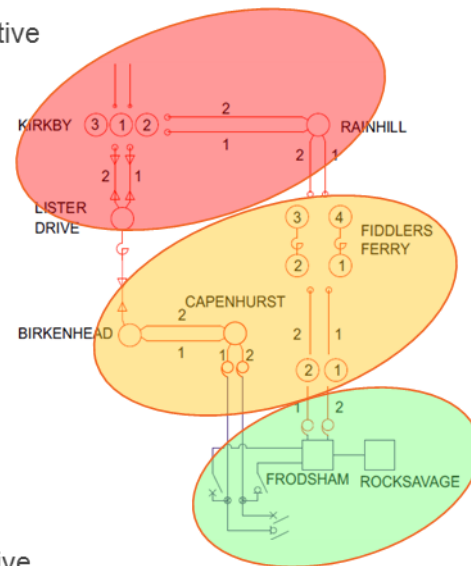 tive
2
KIRKBY 3 1 2 RAINHILL
1
2 1
2 1
LISTER
DRIVE
3 4
FIDDLERS
FERRY
2 1
CAPENHURST
2
BIRKENHEAD
1
2 1
1 2
2 1
1 2
FRODSHAM ROCKSAVAGE
ive